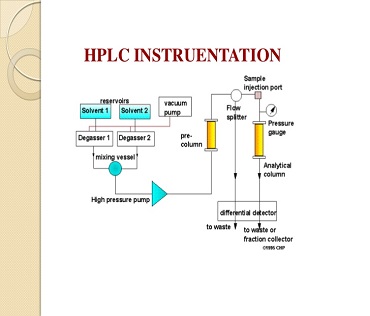 HPLC INSTRUENTATION
reservoirs
Solvent 1
Solvent 2
vacuum
pump
Degasser 1
Degasser 2
mixing vessel
High pressure pump
pre-
column
Flow
splitter
Sample
injection port
Pressure
gauge
Analytical
column
differential detector
to waste
to waste or
fraction collector
©1995 CHP